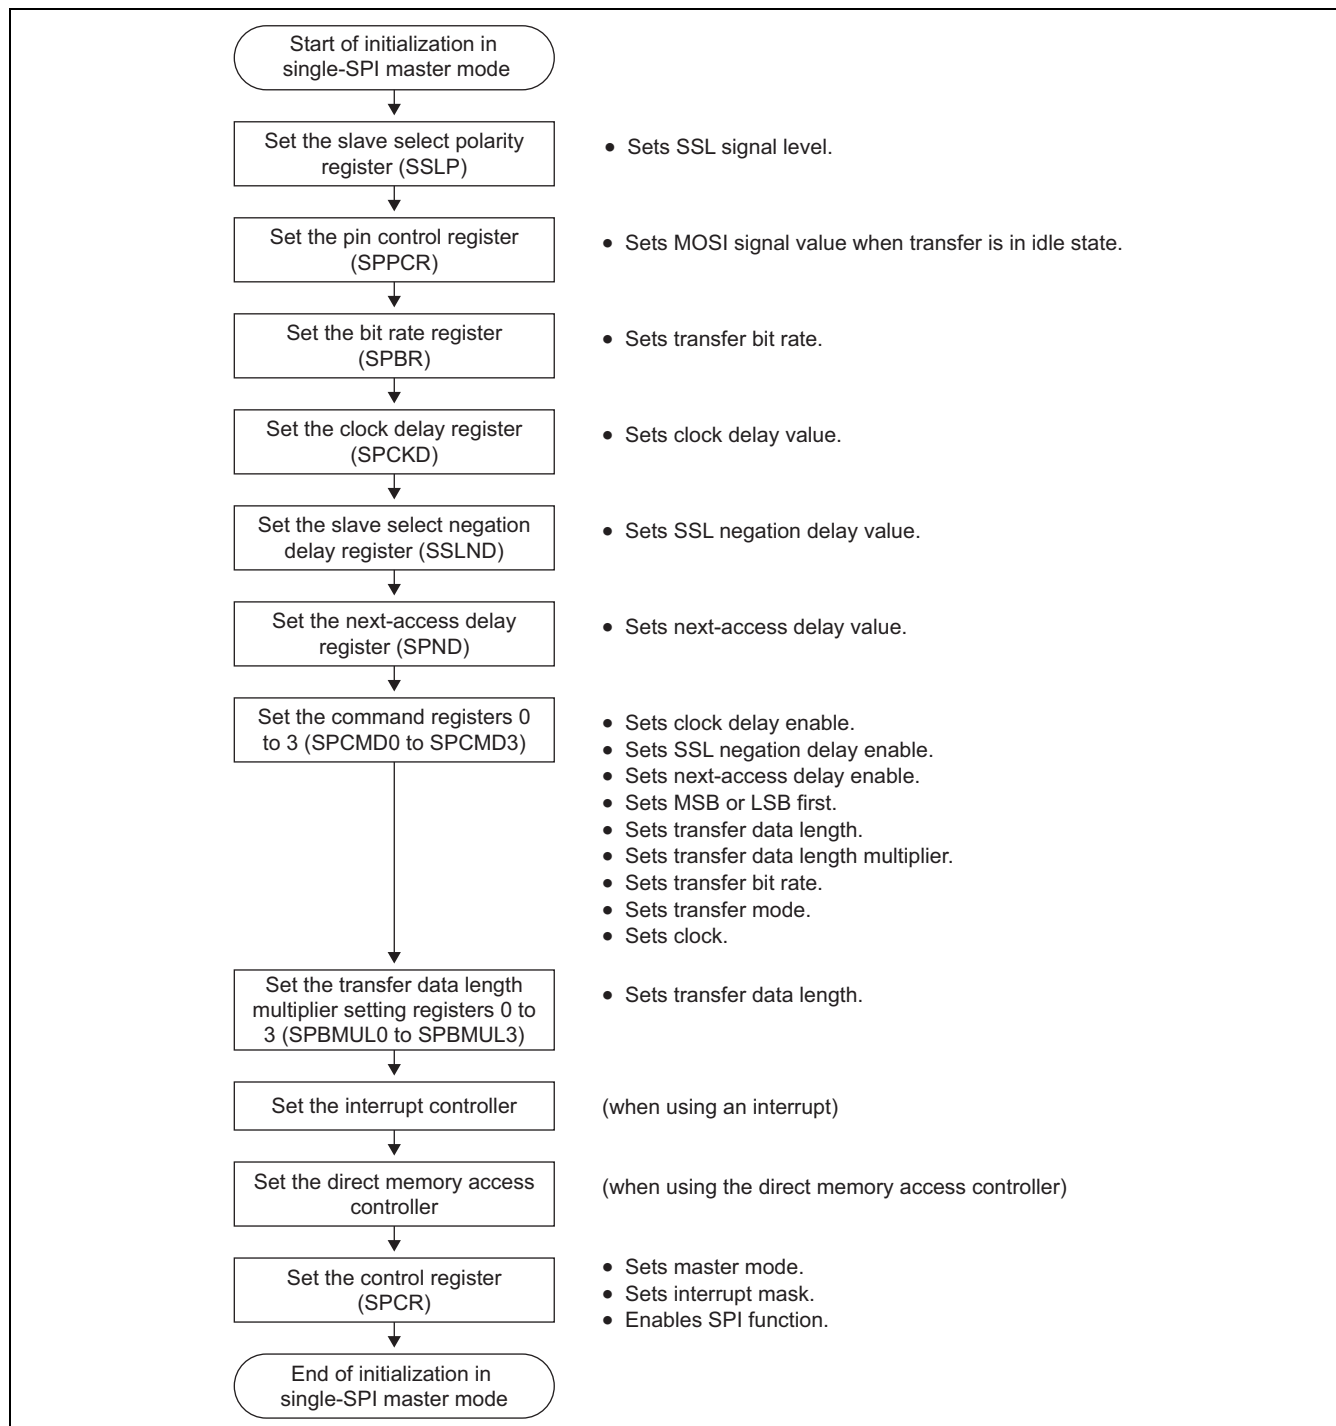 Start of initialization in
single-SPI master mode
Set the slave select polarity
register (SSLP)
● Sets SSL signal level.
Set the pin control register
(SPPCR)
● Sets MOSI signal value when transfer is in idle state.
Set the bit rate register
(SPBR)
● Sets transfer bit rate.
Set the clock delay register
(SPCKD)
● Sets clock delay value.
Set the slave select negation
delay register (SSLND)
● Sets SSL negation delay value.
Set the next-access delay
register (SPND)
● Sets next-access delay value.
Set the command registers 0
to 3 (SPCMD0 to SPCMD3)
● Sets clock delay enable.
● Sets SSL negation delay enable.
● Sets next-access delay enable.
● Sets MSB or LSB first.
● Sets transfer data length.
● Sets transfer data length multiplier.
● Sets transfer bit rate.
● Sets transfer mode.
● Sets clock.
Set the transfer data length
multiplier setting registers 0 to
3 (SPBMUL0 to SPBMUL3)
● Sets transfer data length.
Set the interrupt controller
(when using an interrupt)
Set the direct memory access
controller
(when using the direct memory access controller)
Set the control register
(SPCR)
● Sets master mode.
● Sets interrupt mask.
● Enables SPI function.
End of initialization in
single-SPI master mode